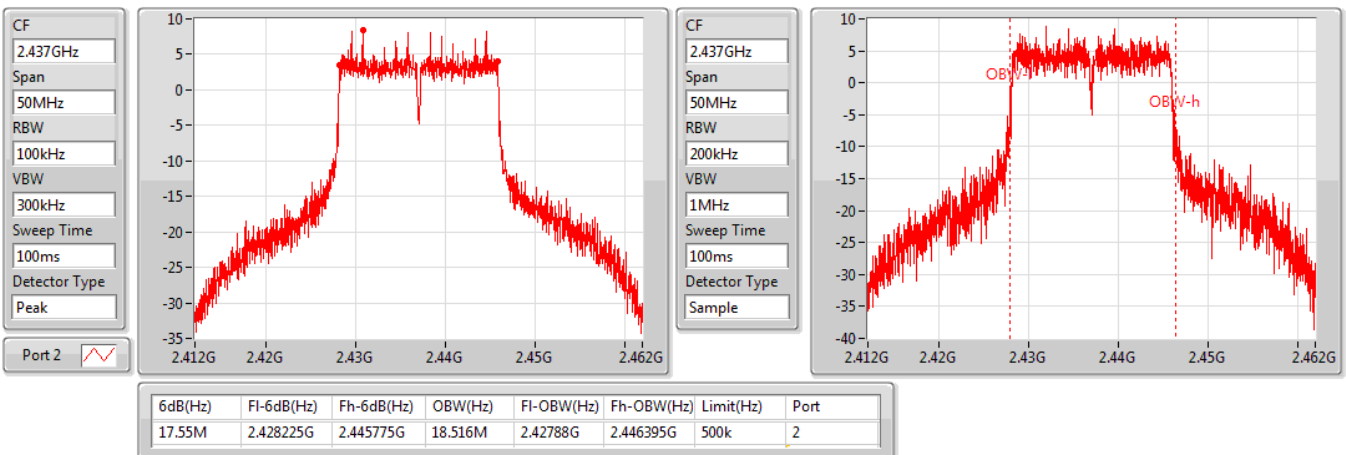 CF
2.437GHz
Span
50MHz
RBW
100kHz
VBW
300kHz
Sweep Time
100ms
Detector Type
Peak
Port 2
10
5
0
-5
-10
-15
-20
-25
-30
-35
2.412G 2.42G 2.43G 2.44G 2.45G 2.462G
CF
2.437GHz
Span
50MHz
RBW
200kHz
VBW
1MHz
Sweep Time
100ms
Detector Type
Sample
10
5
0
-5
-10
-15
-20
-25
-30
-35
-40
OBW-h
2.412G 2.42G 2.43G 2.44G 2.45G 2.462G
6dB(Hz) Fl-6dB(Hz) Fh-6dB(Hz) OBW(Hz) Fl-OBW(Hz) Fh-OBW(Hz) Limit(Hz) Port
17.55M 2.428225G 2.445775G 18.516M 2.42788G 2.446395G 500k 2